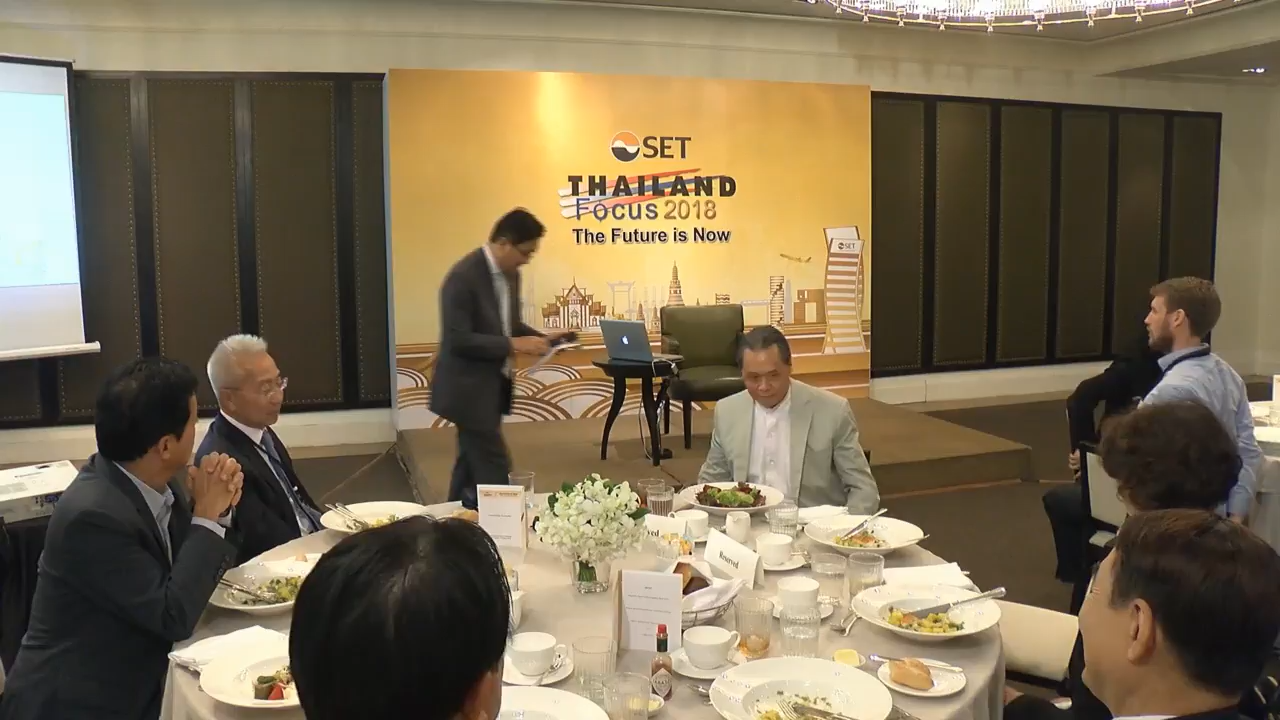 SET
THAILAND
Focus 2018
The Future is Now
SET
Reserved